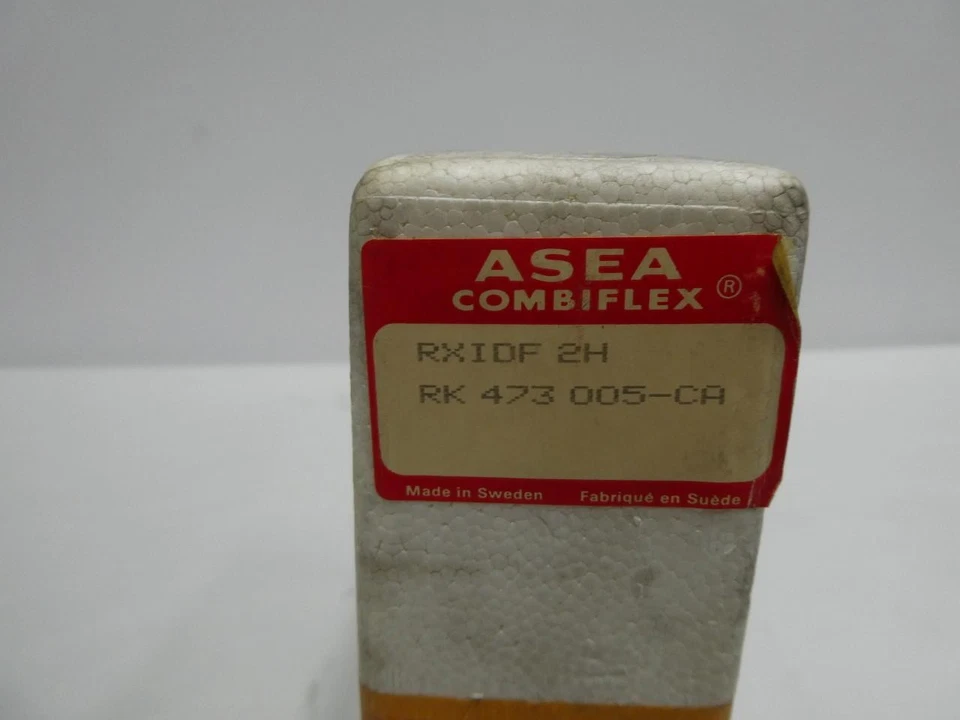 ASEA
COMBIFLEX ®
RXIDF 2H
RK 473 005-CA
Made in Sweden Fabriqué en Suède